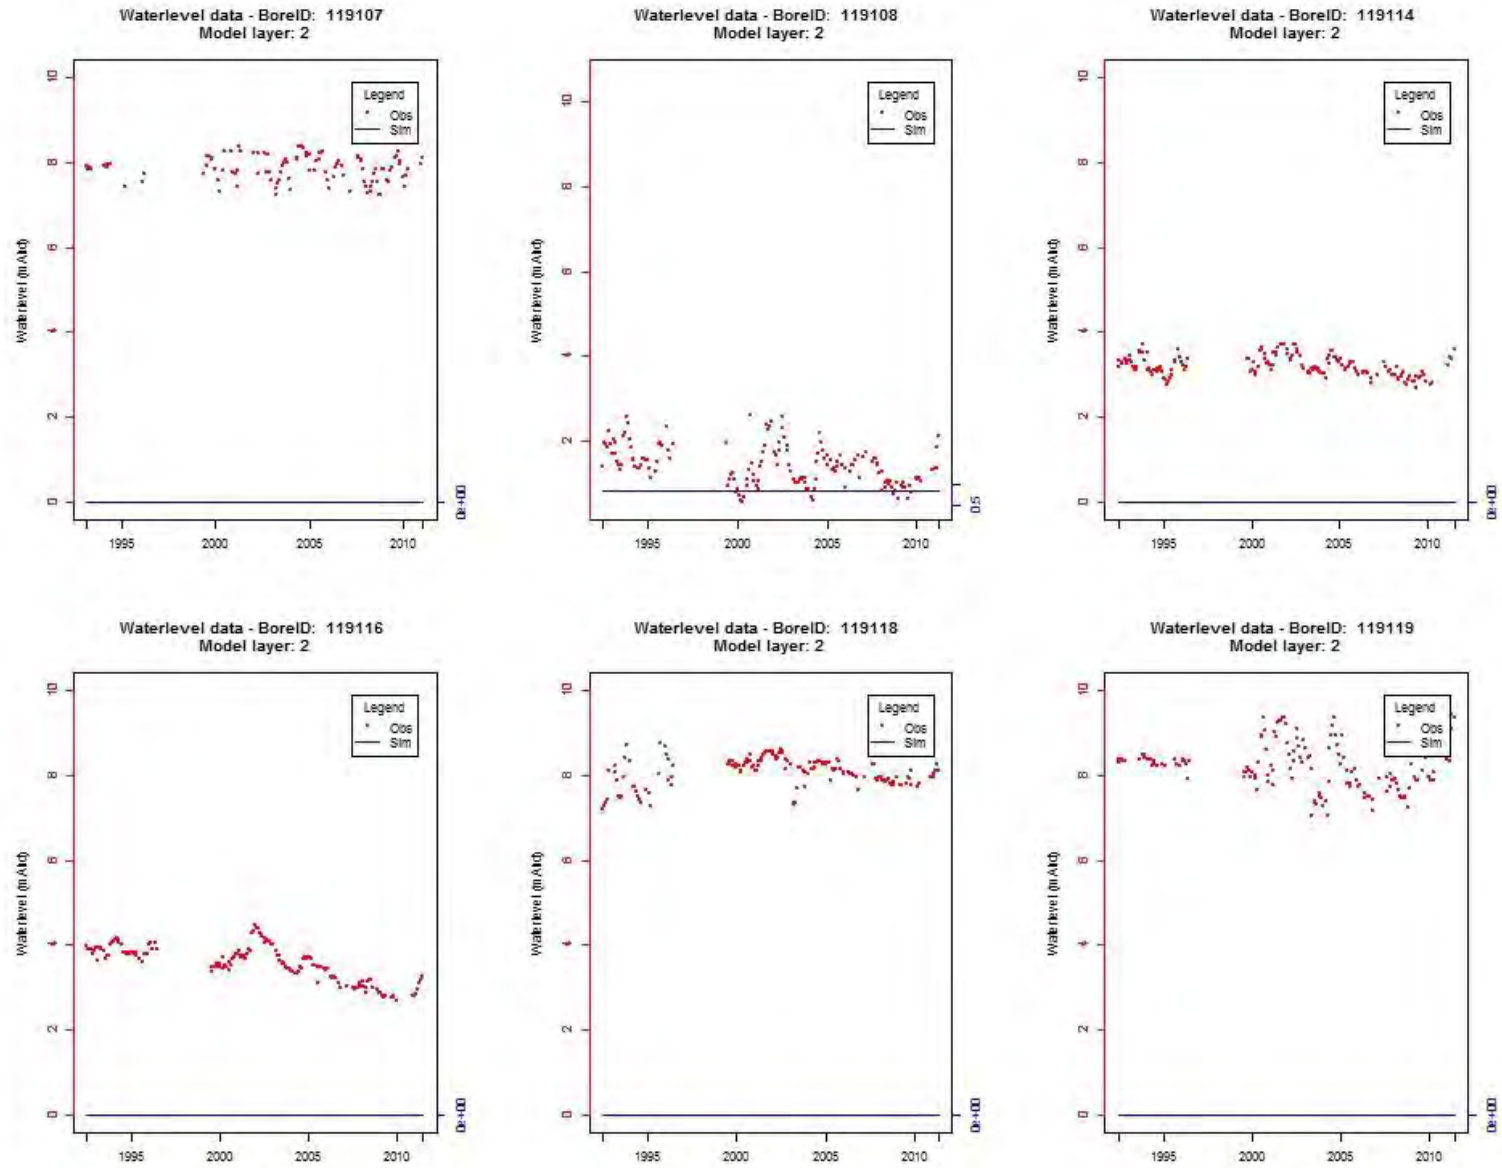 Waterlevel data - BoreID: 119107
Model layer: 2
Waterlevel (mAhd)
10
8
6
4
2
0
Legend
Obs
Sim
0e+00
1995
2000
2005
2010
Waterlevel data - BoreID: 119108
Model layer: 2
Waterlevel (mAhd)
10
8
6
4
2
Legend
Obs
Sim
0.5
1995
2000
2005
2010
Waterlevel data - BoreID: 119114
Model layer: 2
Waterlevel (mAhd)
10
8
6
4
2
0
Legend
Obs
Sim
0e+00
1995
2000
2005
2010
Waterlevel data - BoreID: 119116
Model layer: 2
Waterlevel (mAhd)
10
8
6
4
2
0
Legend
Obs
Sim
0e+00
1995
2000
2005
2010
Waterlevel data - BoreID: 119118
Model layer: 2
Waterlevel (mAhd)
10
8
6
4
2
0
Legend
Obs
Sim
0e+00
1995
2000
2005
2010
Waterlevel data - BoreID: 119119
Model layer: 2
Waterlevel (mAhd)
10
8
6
4
2
0
Legend
Obs
Sim
0e+00
1995
2000
2005
2010